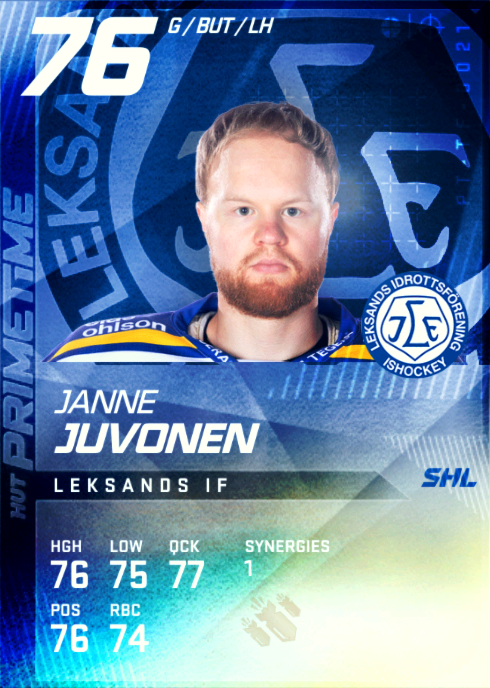 76
G / BUT / LH
LEKSANDS
HUT PRIMETIME
Ohlson
LEKSANDS IDROTTSFÖRENING
ISHOCKEY
JANNE
JUVONEN
LEKSANDS IF
SHL
HGH LOW QCK SYNERGIES
76 75 77 1
POS RBC
76 74